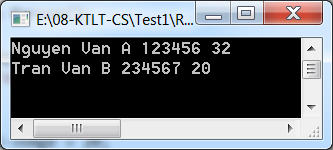 E:\08-KTLT-CS\Test1\R...
Nguyen Van A 123456 32
Tran Van B 234567 20